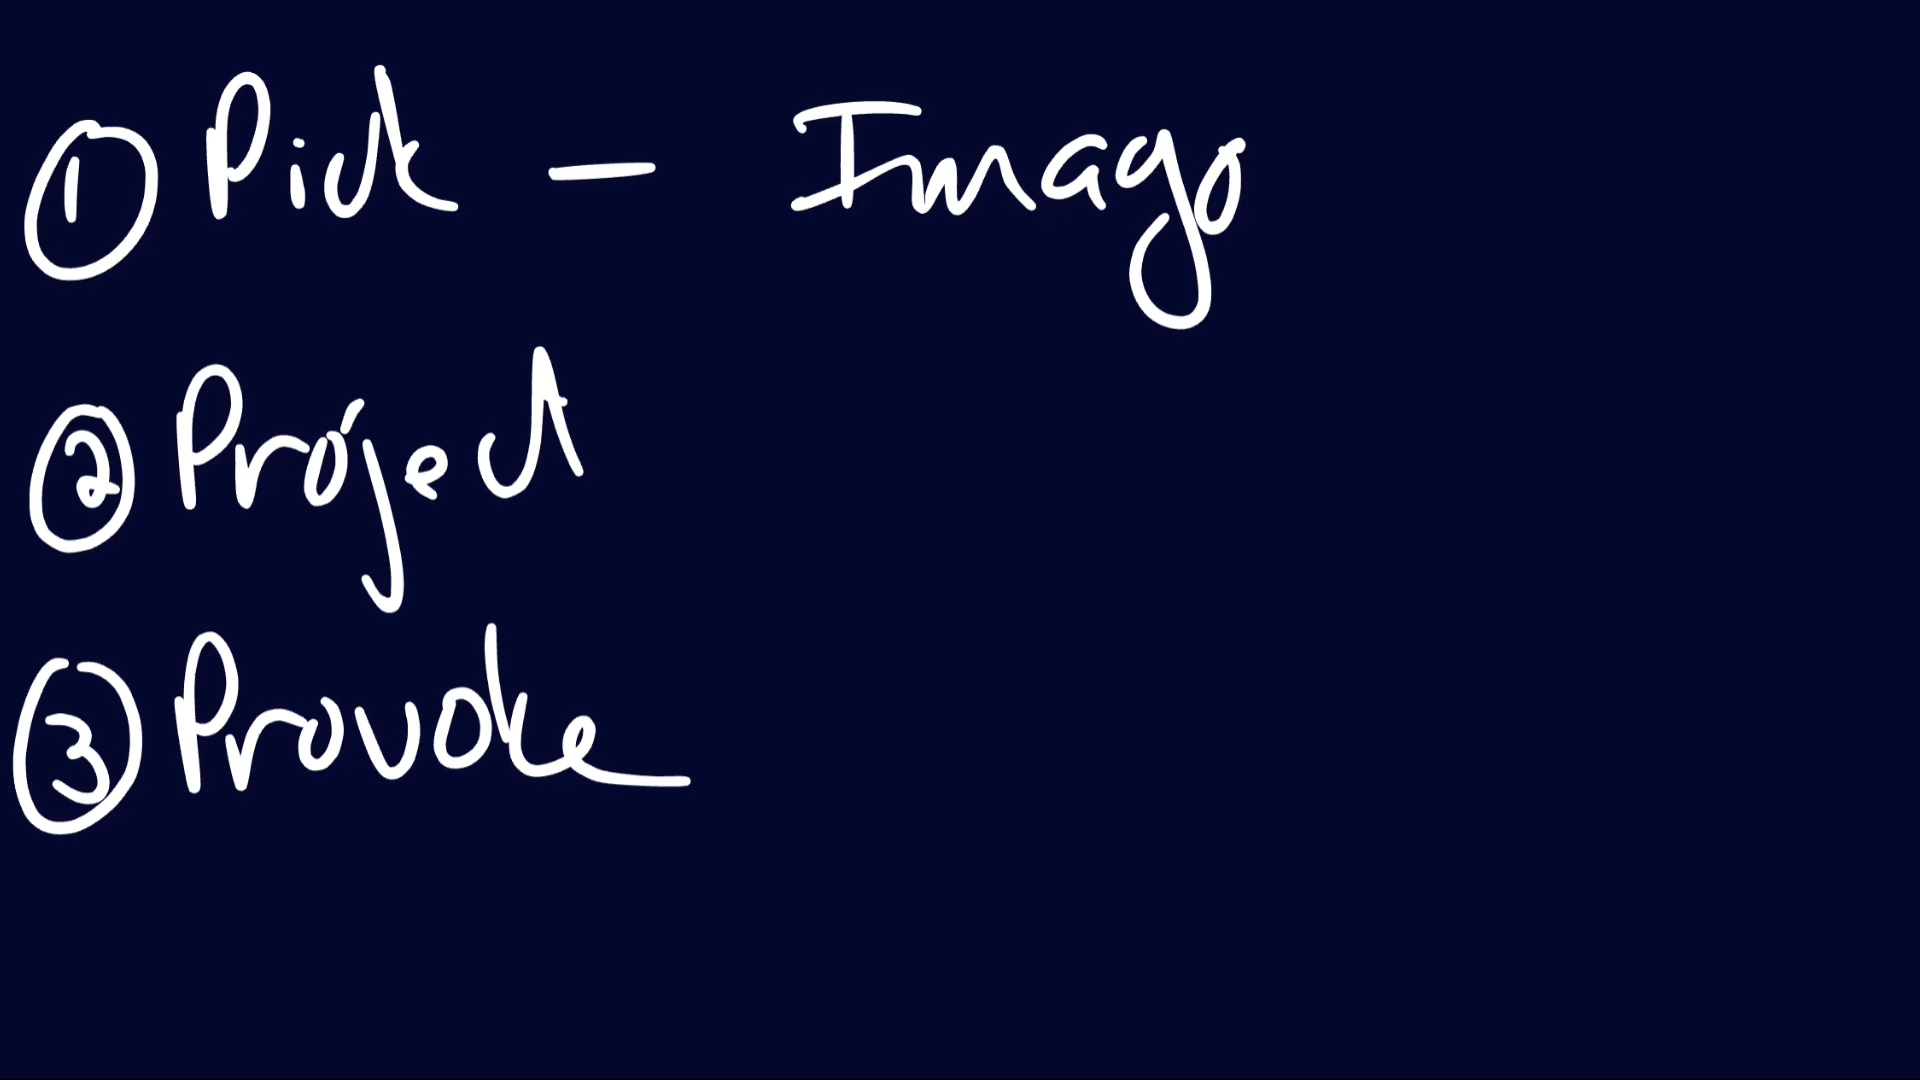 ① Pick - Imago
② Project
③ Provoke